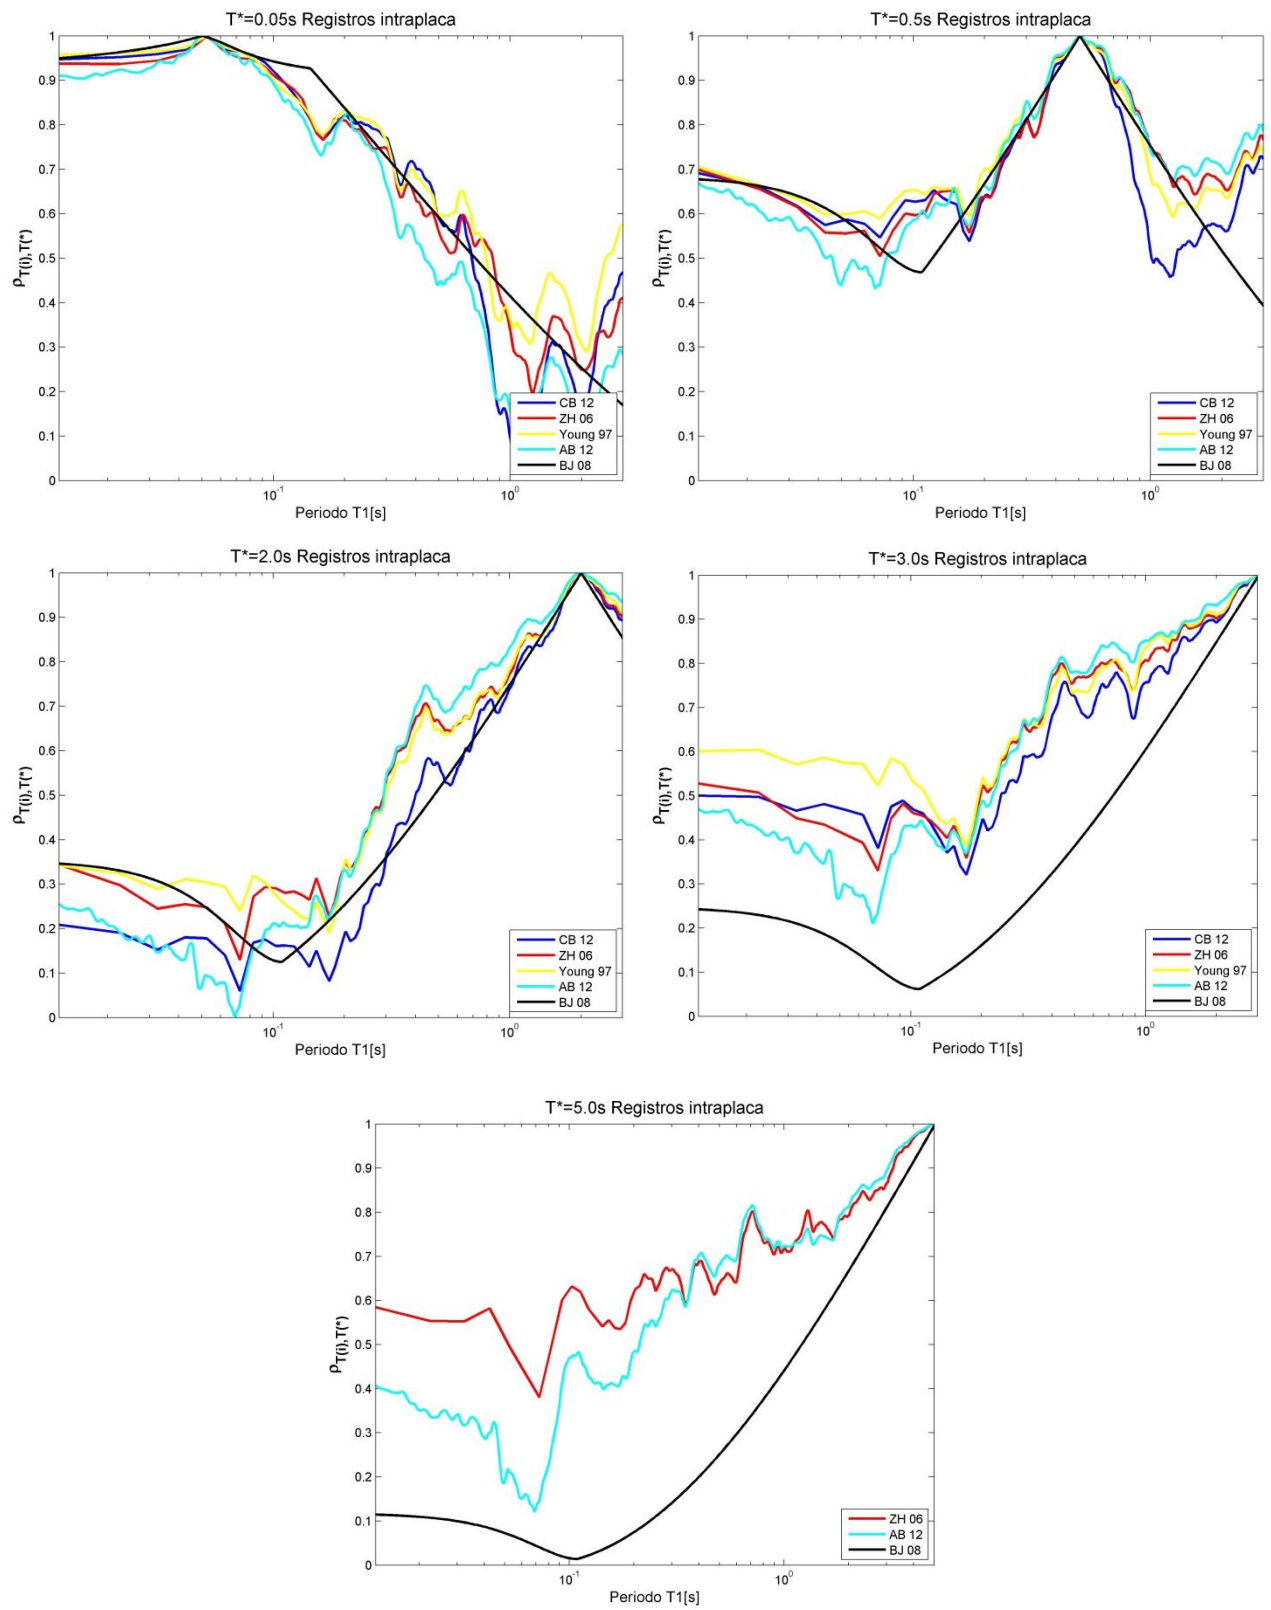 T*=0.05s Registros intraplaca
1
0.9
0.8
0.7
0.6
0.5
0.4
0.3
0.2
0.1
0
ρT(i),T(*)
10-1
100
Periodo T1[s]
CB 12
ZH 06
Young 97
AB 12
BJ 08
T*=0.5s Registros intraplaca
1
0.9
0.8
0.7
0.6
0.5
0.4
0.3
0.2
0.1
0
ρT(i),T(*)
10-1
100
Periodo T1[s]
CB 12
ZH 06
Young 97
AB 12
BJ 08
T*=2.0s Registros intraplaca
1
0.9
0.8
0.7
0.6
0.5
0.4
0.3
0.2
0.1
0
ρT(i),T(*)
10-1
100
Periodo T1[s]
CB 12
ZH 06
Young 97
AB 12
BJ 08
T*=3.0s Registros intraplaca
1
0.9
0.8
0.7
0.6
0.5
0.4
0.3
0.2
0.1
0
ρT(i),T(*)
10-1
100
Periodo T1[s]
CB 12
ZH 06
Young 97
AB 12
BJ 08
T*=5.0s Registros intraplaca
1
0.9
0.8
0.7
0.6
0.5
0.4
0.3
0.2
0.1
0
ρT(i),T(*)
10-1
100
Periodo T1[s]
ZH 06
AB 12
BJ 08